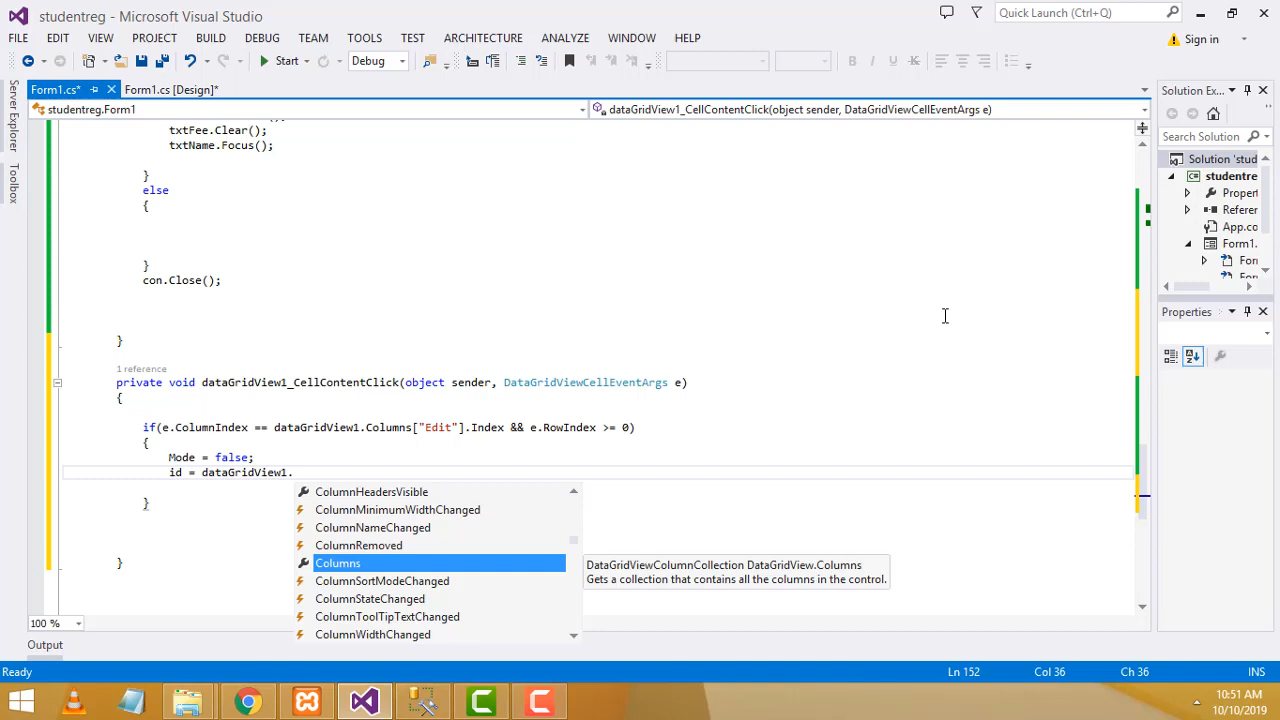 studentreg - Microsoft Visual Studio
Quick Launch (Ctrl+Q)
FILE EDIT VIEW PROJECT BUILD DEBUG TEAM TOOLS TEST ARCHITECTURE ANALYZE WINDOW HELP
Sign in
Start Debug
Form1.cs* Form1.cs [Design]*
Solution Ex...
studentreg.Form1
dataGridView1_CellContentClick(object sender, DataGridViewCellEventArgs e)
Server Explorer
Toolbox
Search Solution
Solution 'stud
studentre
Propert
Referer
App.co
Form1.
For
For
txtFee.Clear();
txtName.Focus();
}
else
{
}
con.Close();
}
1 reference
private void dataGridView1_CellContentClick(object sender, DataGridViewCellEventArgs e)
{
if(e.ColumnIndex == dataGridView1.Columns["Edit"].Index && e.RowIndex >= 0)
{
Mode = false;
id = dataGridView1.
}
}
ColumnHeadersVisible
ColumnMinimumWidthChanged
ColumnNameChanged
ColumnRemoved
Columns
ColumnSortModeChanged
ColumnStateChanged
ColumnToolTipTextChanged
ColumnWidthChanged
DataGridViewColumnCollection DataGridView.Columns
Gets a collection that contains all the columns in the control.
Properties
100 %
Output
Ready
Ln 152
Col 36
Ch 36
INS
10:51 AM
10/10/2019